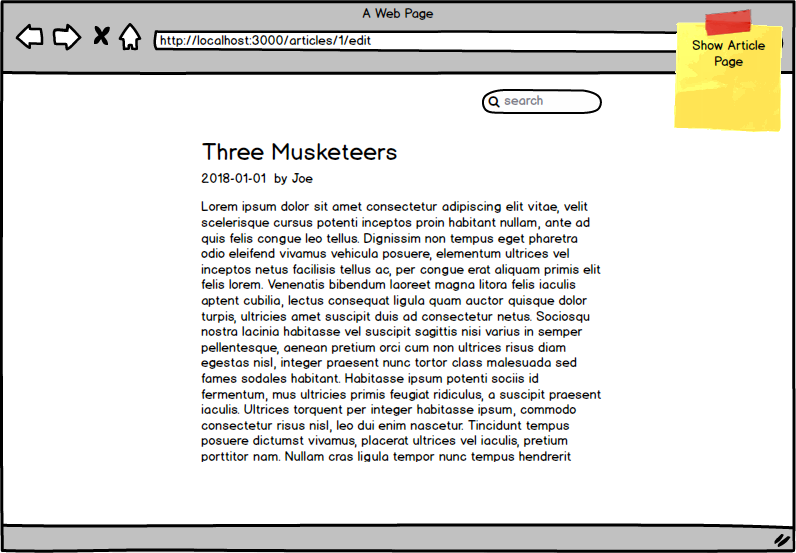 A Web Page
http://localhost:3000/articles/1/edit
Show Article
Page
search
Three Musketeers
2018-01-01 by Joe
Lorem ipsum dolor sit amet consectetur adipiscing elit vitae, velit
scelerisque cursus potenti inceptos proin habitant nullam, ante ad
quis felis congue leo tellus. Dignissim non tempus eget pharetra
odio eleifend vivamus vehicula posuere, elementum ultrices vel
inceptos netus facilisis tellus ac, per congue erat aliquam primis elit
felis lorem. Venenatis bibendum laoreet magna litora felis iaculis
aptent cubilia, lectus consequat ligula quam auctor quisque dolor
turpis, ultricies amet suscipit duis ad consectetur netus. Sociosqu
nostra lacinia habitasse vel suscipit sagittis nisi varius in semper
pellentesque, aenean pretium orci cum non ultrices risus diam
egestas nisl, integer praesent nunc tortor class malesuada sed
fames sodales habitant. Habitasse ipsum potenti sociis id
fermentum, mus ultricies primis feugiat ridiculus, a suscipit praesent
iaculis. Ultrices torquent per integer habitasse ipsum, commodo
consectetur risus nisl, leo dui enim nascetur. Tincidunt tempus
posuere dictumst vivamus, placerat ultrices vel iaculis, pretium
porttitor nam. Nullam cras ligula tempor nunc tempus hendrerit